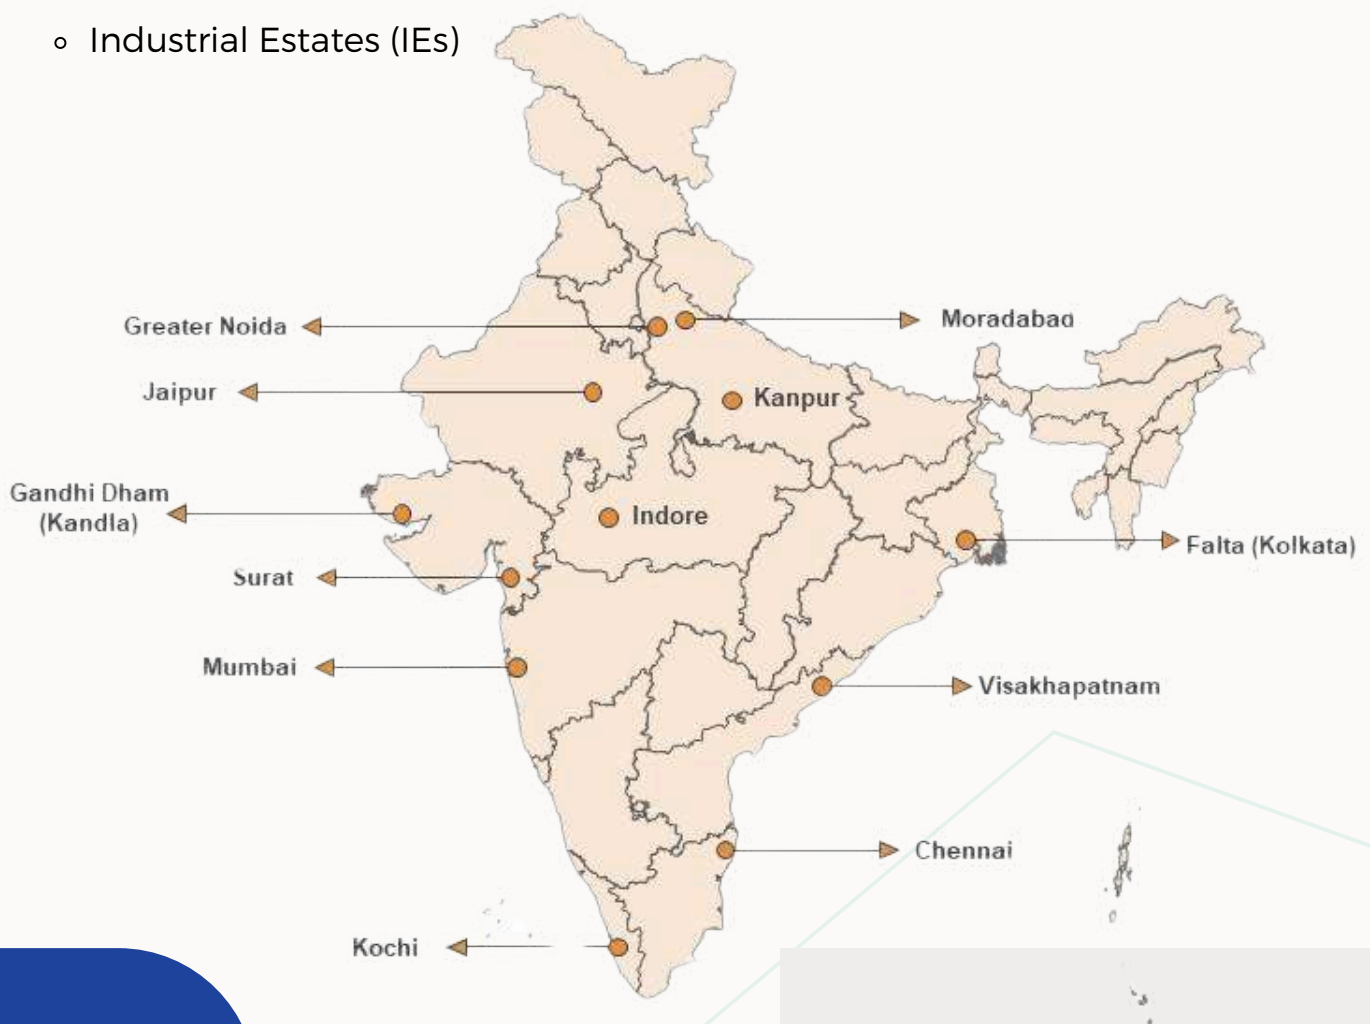 Industrial Estates (IEs)
Greater Noida
Moradabad
Jaipur
Kanpur
Gandhi Dham
(Kandla)
Indore
Falta (Kolkata)
Surat
Mumbai
Visakhapatnam
Chennai
Kochi